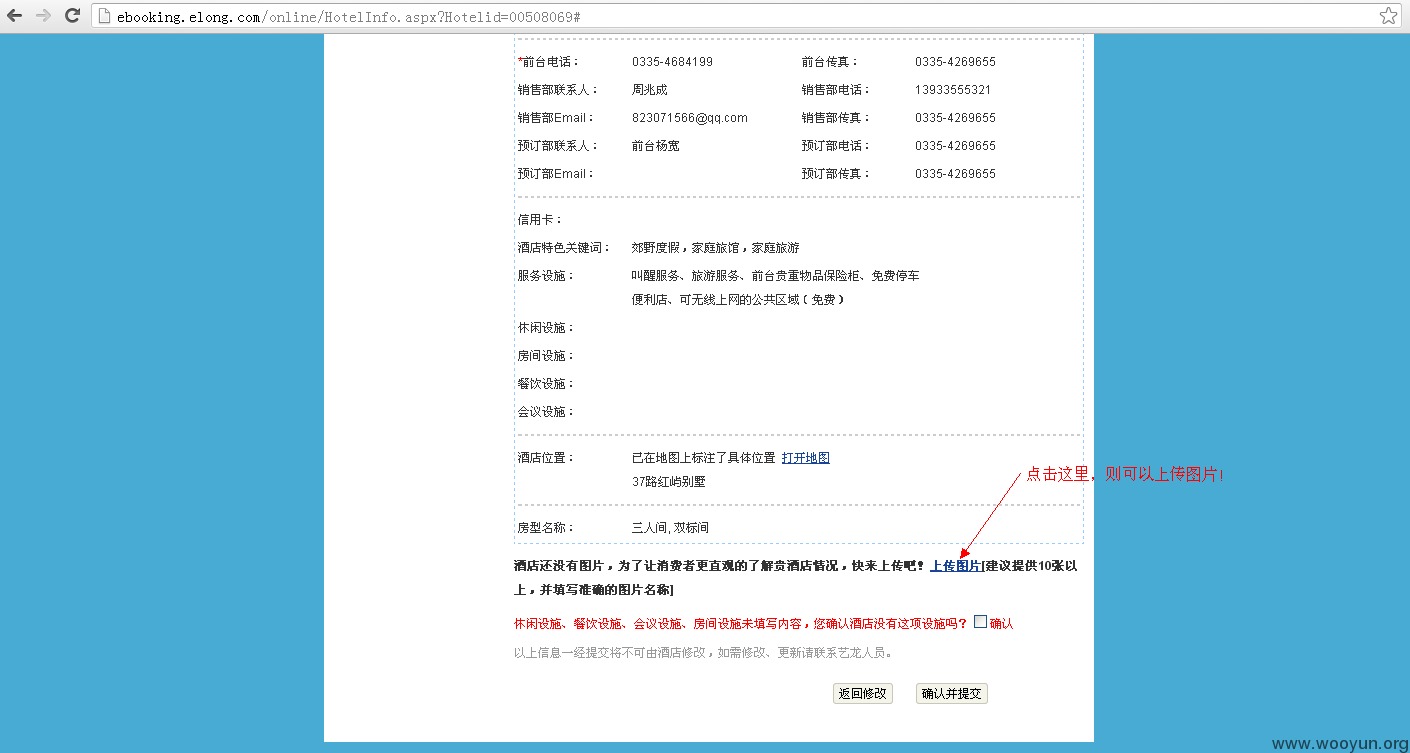 ebooking.elong.com/online/HotelInfo.aspx?Hotelid=00508069#
*前台电话： 0335-4684199 前台传真： 0335-4269655
销售部联系人： 周兆成 销售部电话： 13933555321
销售部Email： 823071566@qq.com 销售部传真： 0335-4269655
预订部联系人： 前台杨宽 预订部电话： 0335-4269655
预订部Email： 预订部传真： 0335-4269655
信用卡：
酒店特色关键词： 郊野度假，家庭旅馆，家庭旅游
服务设施： 叫醒服务、旅游服务、前台贵重物品保险柜、免费停车
便利店、可无线上网的公共区域（免费）
休闲设施：
房间设施：
餐饮设施：
会议设施：
酒店位置： 已在地图上标注了具体位置 打开地图
37路红屿别墅
点击这里，则可以上传图片！
房型名称： 三人间,双标间
酒店还没有图片，为了让消费者更直观的了解贵酒店情况，快来上传吧！上传图片[建议提供10张以
上，并填写准确的图片名称]
休闲设施、餐饮设施、会议设施、房间设施未填写内容，您确认酒店没有这项设施吗？ 确认
以上信息一经提交将不可由酒店修改，如需修改、更新请联系艺龙人员。
返回修改 确认并提交
www.wooyun.org